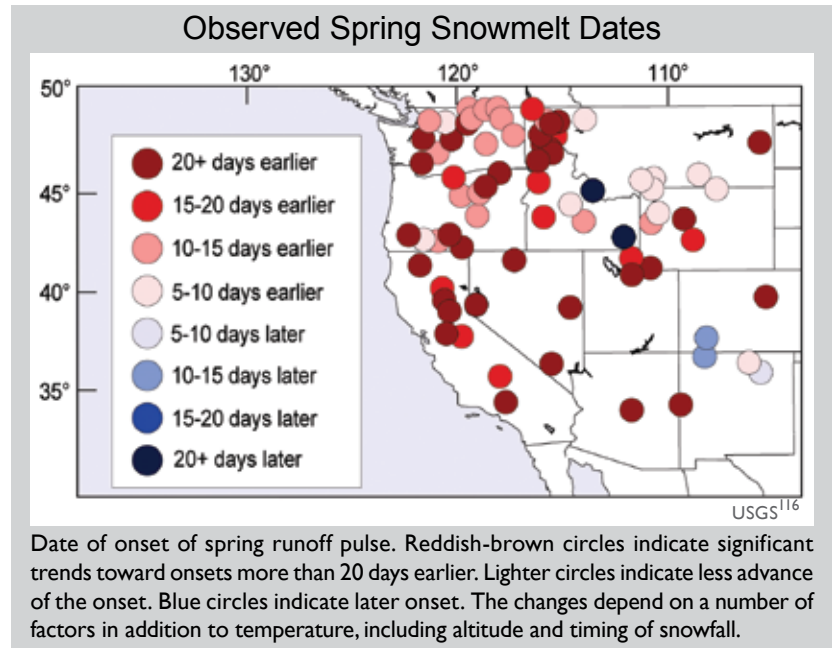 Observed Spring Snowmelt Dates
50°
130°
120°
110°
45°
40°
35°
20+ days earlier
15-20 days earlier
10-15 days earlier
5-10 days earlier
5-10 days later
10-15 days later
15-20 days later
20+ days later
USGS116
Date of onset of spring runoff pulse. Reddish-brown circles indicate significant
trends toward onsets more than 20 days earlier. Lighter circles indicate less advance
of the onset. Blue circles indicate later onset. The changes depend on a number of
factors in addition to temperature, including altitude and timing of snowfall.